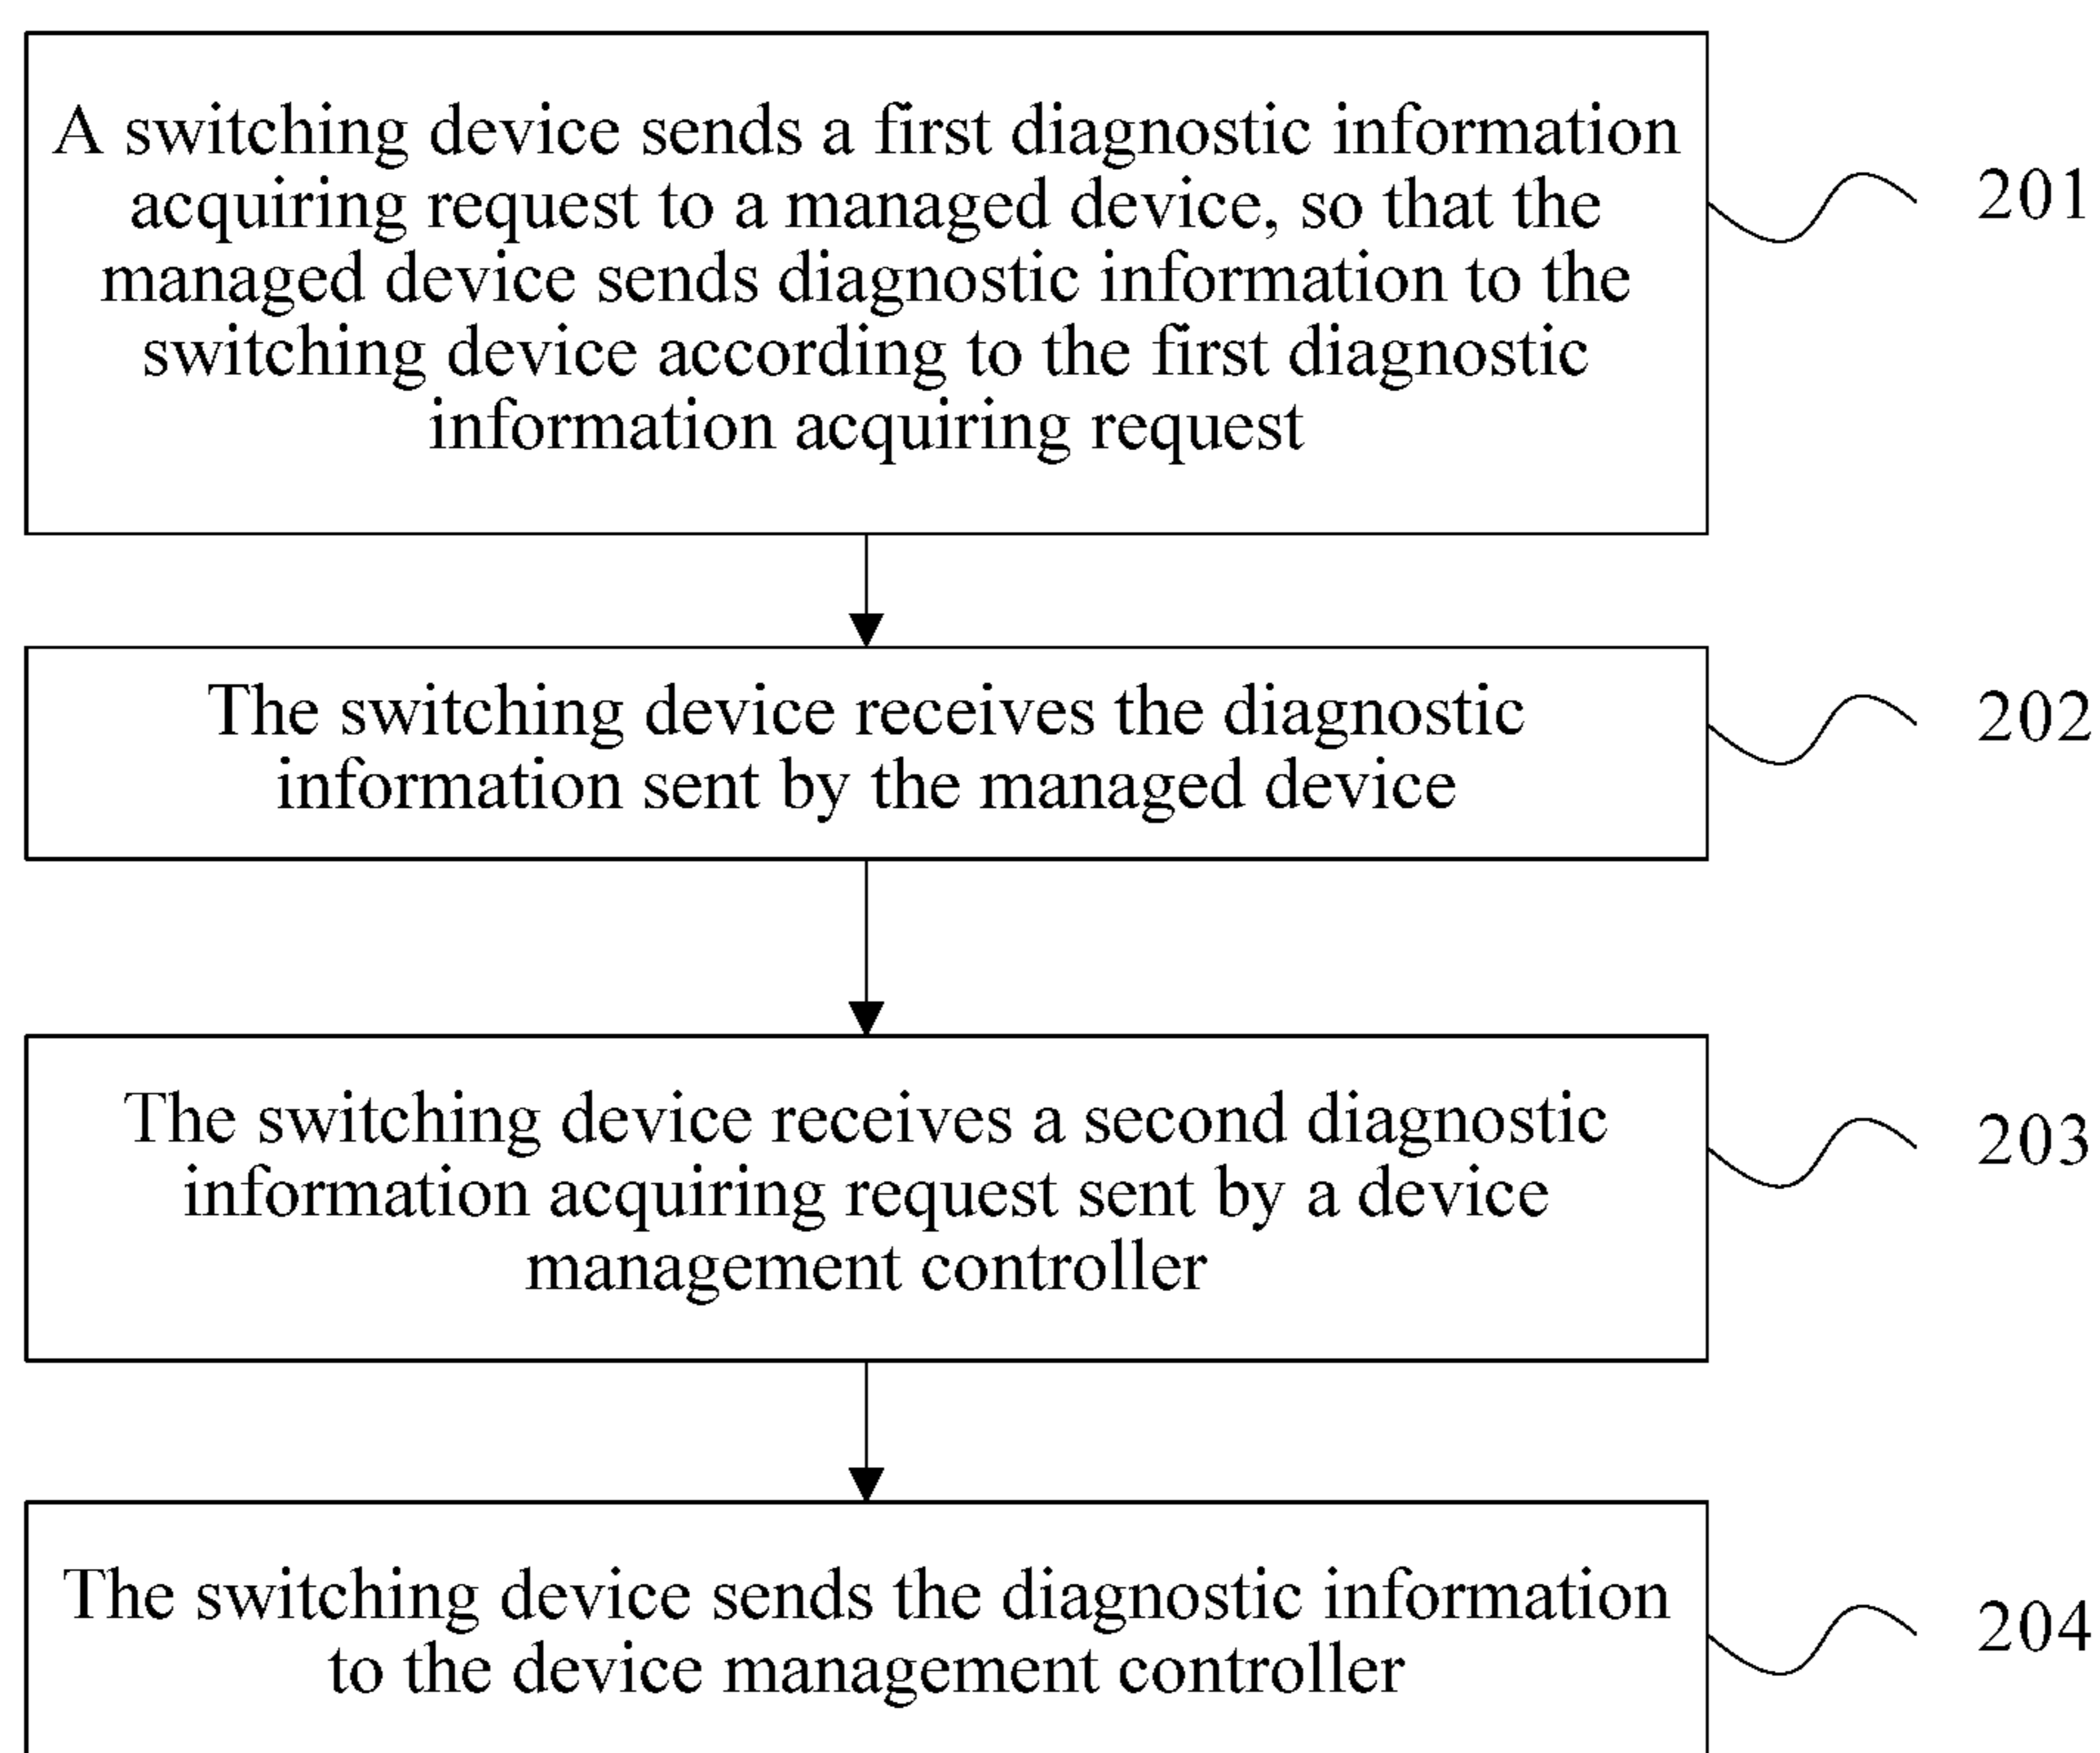 A switching device sends a first diagnostic information
acquiring request to a managed device, so that the
managed device sends diagnostic information to the
switching device according to the first diagnostic
information acquiring request
201
The switching device receives the diagnostic
information sent by the managed device
202
The switching device receives a second diagnostic
information acquiring request sent by a device
management controller
203
The switching device sends the diagnostic information
to the device management controller
204